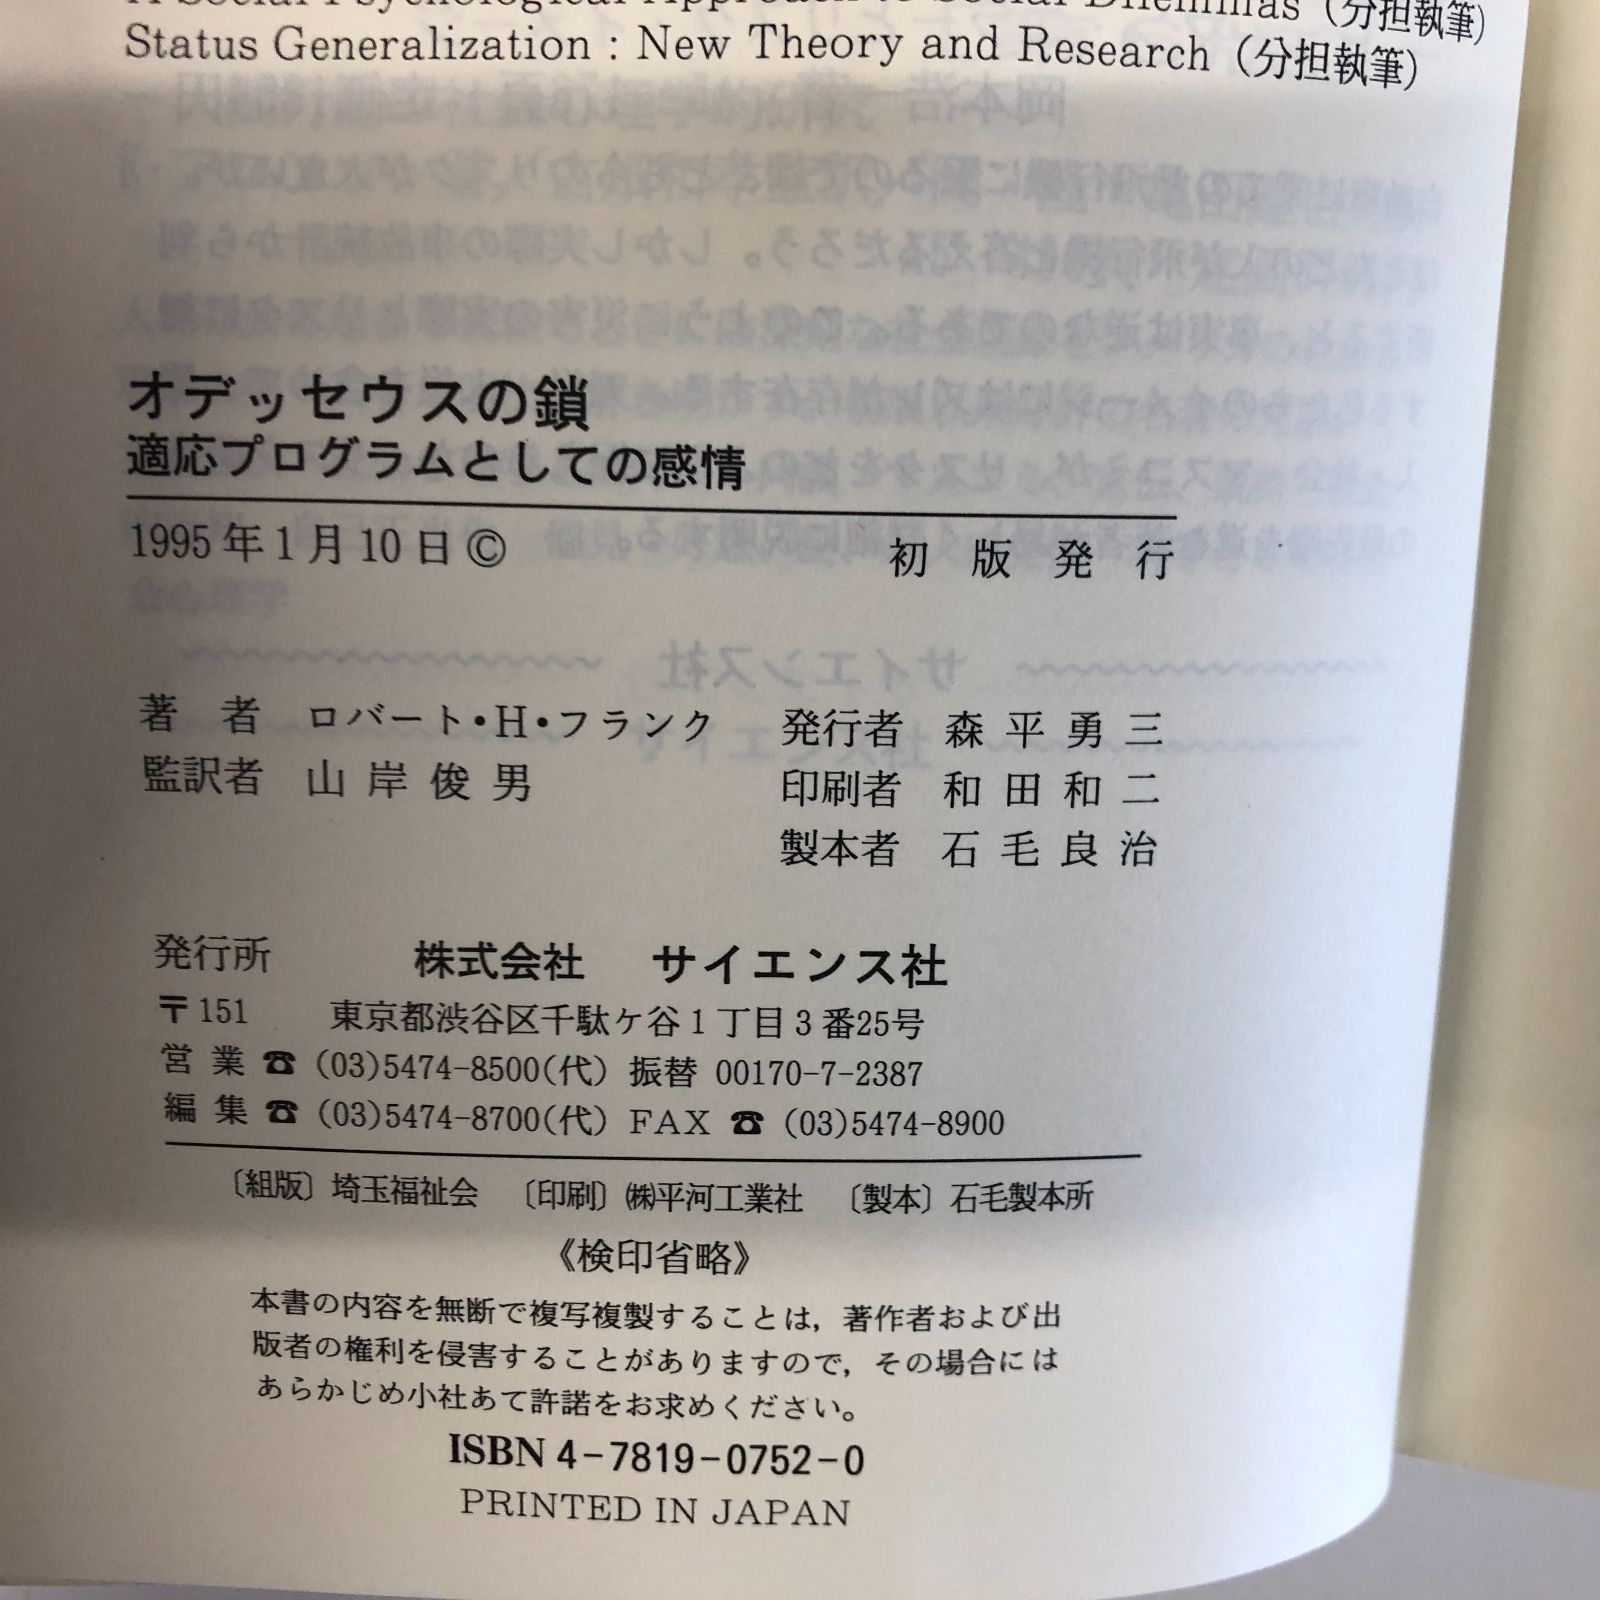 A Social Psychological Approach to Social Dilemmas (分担執筆)
Status Generalization : New Theory and Research (分担執筆)
オデッセウスの鎖
適応プログラムとしての感情
1995年1月10日© 初版発行
著者 ロバート・H・フランク 発行者 森平勇三
監訳者 山岸俊男 印刷者 和田和二
製本者 石毛良治
発行所 株式会社 サイエンス社
〒151 東京都渋谷区千駄ケ谷1丁目3番25号
営業☎(03)5474-8500(代) 振替 00170-7-2387
編集☎(03)5474-8700(代) FAX☎(03)5474-8900
〔組版〕埼玉福祉会 〔印刷〕㈱平河工業社 〔製本〕石毛製本所
《検印省略》
本書の内容を無断で複写複製することは，著作者および出
版者の権利を侵害することがありますので，その場合には
あらかじめ小社あて許諾をお求めください。
ISBN 4-7819-0752-0
PRINTED IN JAPAN